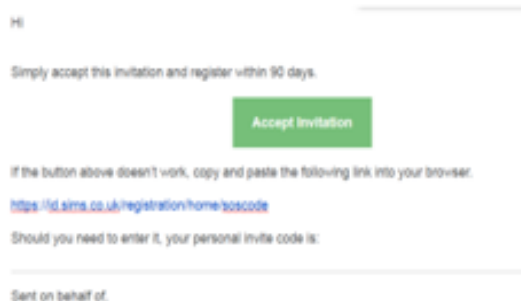 Hi
Simply accept this invitation and register within 90 days.
Accept Invitation
If the button above doesn't work, copy and paste the following link into your browser.
https://id.sims.co.uk/registration/home/soscode
Should you need to enter it, your personal invite code is:
Sent on behalf of.